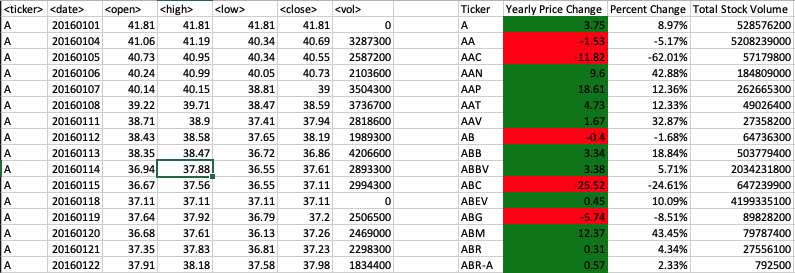 <ticker> <date> <open> <high> <low> <close> <vol> Ticker Yearly Price Change Percent Change Total Stock Volume
A 20160101 41.81 41.81 41.81 41.81 0 A 3.75 8.97% 528576200
A 20160104 41.06 41.19 40.34 40.69 3287300 AA -1.53 -5.17% 5208239000
A 20160105 40.73 40.95 40.34 40.55 2587200 AAC -11.82 -62.01% 57179800
A 20160106 40.24 40.99 40.05 40.73 2103600 AAN 9.6 42.88% 184809000
A 20160107 40.14 40.15 38.81 39 3504300 AAP 18.61 12.36% 262665300
A 20160108 39.22 39.71 38.47 38.59 3736700 AAT 4.73 12.33% 49026400
A 20160111 38.71 38.9 37.41 37.94 2818600 AAV 1.67 32.87% 27358200
A 20160112 38.43 38.58 37.65 38.19 1989300 AB -0.4 -1.68% 64736300
A 20160113 38.35 38.47 36.72 36.86 4206600 ABB 3.34 18.84% 503779400
A 20160114 36.94 37.88 36.55 37.61 2893300 ABBV 3.38 5.71% 2034231800
A 20160115 36.67 37.56 36.55 37.11 2994300 ABC -25.52 -24.61% 647239900
A 20160118 37.11 37.11 37.11 37.11 0 ABEV 0.45 10.09% 4199335100
A 20160119 37.64 37.92 36.79 37.2 2506500 ABG -5.74 -8.51% 89828200
A 20160120 36.68 37.61 36.13 37.26 2469000 ABM 12.37 43.45% 79787400
A 20160121 37.35 37.83 36.81 37.23 2298300 ABR 0.31 4.34% 27556100
A 20160122 37.91 38.18 37.58 37.98 1834400 ABR-A 0.57 2.33% 792500